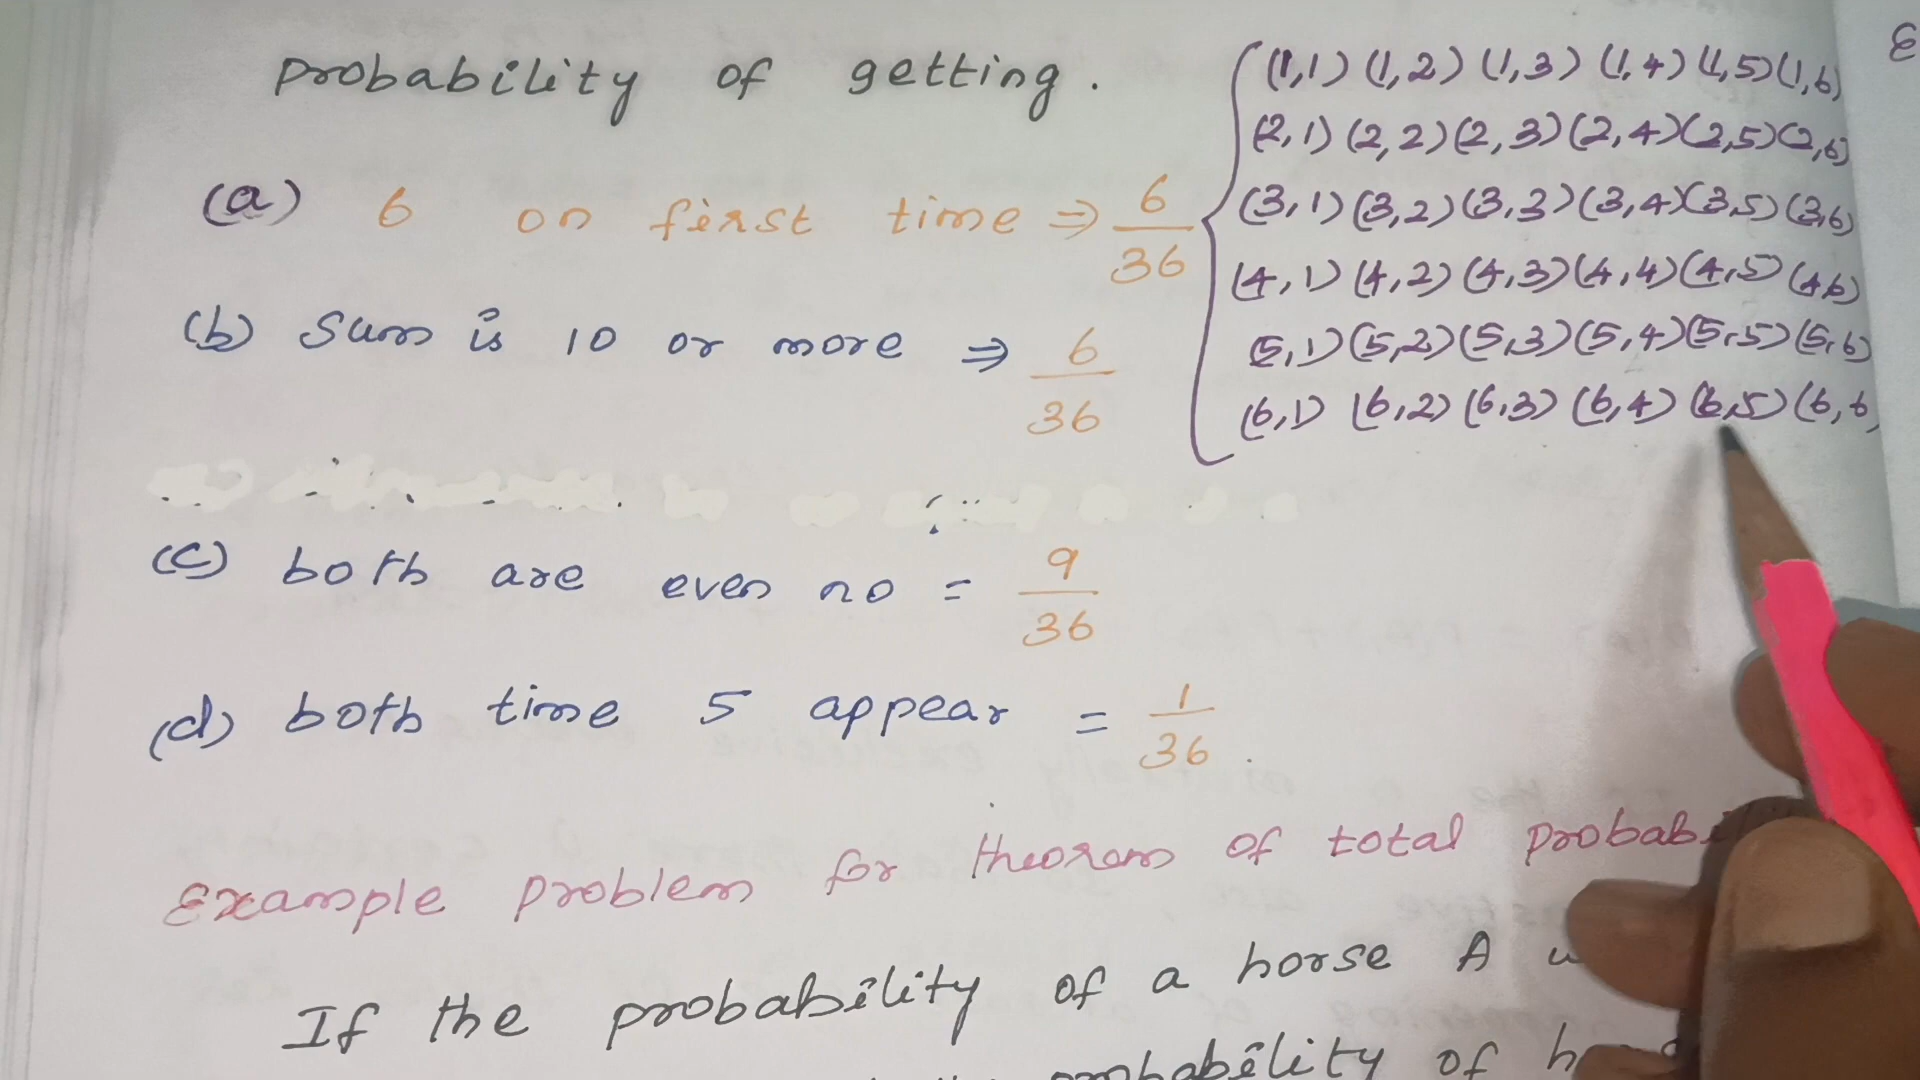 probability of getting.
(a) 6 on first time ⇒ 6/36
(b) Sum is 10 or more ⇒ 6/36
(c) both are even no = 9/36
(d) both time 5 appear = 1/36.
(1,1) (1,2) (1,3) (1,4) (1,5) (1,6)
(2,1) (2,2) (2,3) (2,4) (2,5) (2,6)
(3,1) (3,2) (3,3) (3,4) (3,5) (3,6)
(4,1) (4,2) (4,3) (4,4) (4,5) (4,6)
(5,1) (5,2) (5,3) (5,4) (5,5) (5,6)
(6,1) (6,2) (6,3) (6,4) (6,5) (6,6
Example problem for theorem of total probab
If the probability of a horse A
probability of